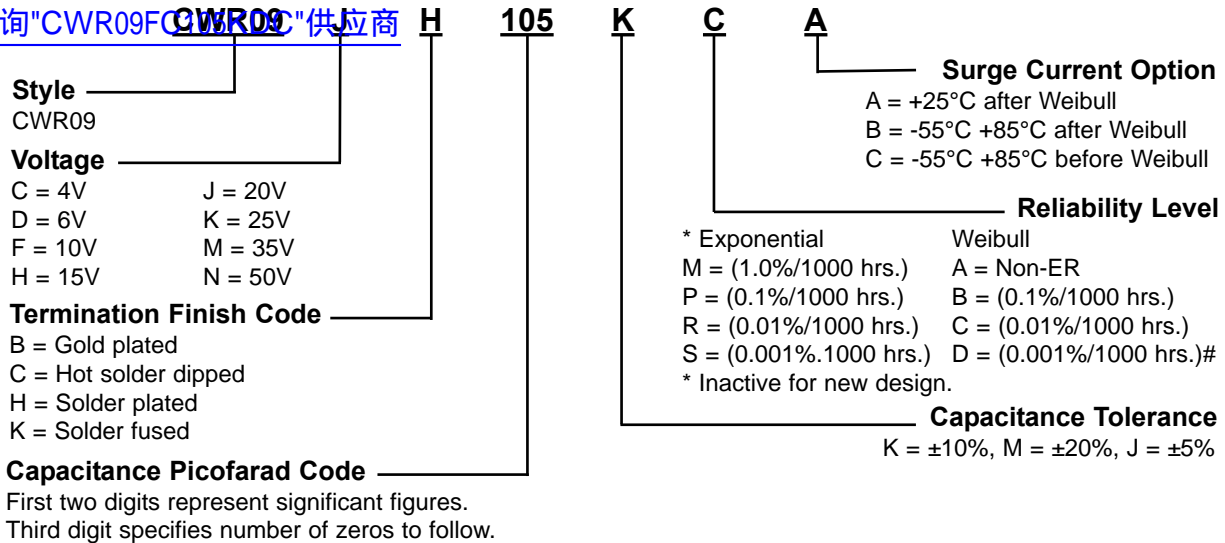 询"CWR09FC105KDC"供应商
CWR09 J H 105 K C A
Style
CWR09
Voltage
C = 4V J = 20V
D = 6V K = 25V
F = 10V M = 35V
H = 15V N = 50V
Termination Finish Code
B = Gold plated
C = Hot solder dipped
H = Solder plated
K = Solder fused
Capacitance Picofarad Code
First two digits represent significant figures.
Third digit specifies number of zeros to follow.
Surge Current Option
A = +25°C after Weibull
B = -55°C +85°C after Weibull
C = -55°C +85°C before Weibull
Reliability Level
* Exponential Weibull
M = (1.0%/1000 hrs.) A = Non-ER
P = (0.1%/1000 hrs.) B = (0.1%/1000 hrs.)
R = (0.01%/1000 hrs.) C = (0.01%/1000 hrs.)
S = (0.001%.1000 hrs.) D = (0.001%/1000 hrs.)#
* Inactive for new design.
Capacitance Tolerance
K = ±10%, M = ±20%, J = ±5%